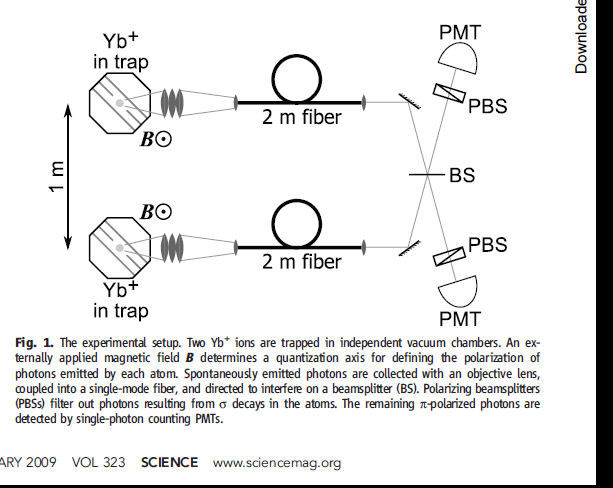 Yb+
in trap
B⊙
2 m fiber
1 m
B⊙
2 m fiber
Yb+
in trap
PMT
PBS
BS
PBS
PMT
Downloade
Fig. 1. The experimental setup. Two Yb+ ions are trapped in independent vacuum chambers. An ex-
ternally applied magnetic field B determines a quantization axis for defining the polarization of
photons emitted by each atom. Spontaneously emitted photons are collected with an objective lens,
coupled into a single-mode fiber, and directed to interfere on a beamsplitter (BS). Polarizing beamsplitters
(PBSs) filter out photons resulting from σ decays in the atoms. The remaining π-polarized photons are
detected by single-photon counting PMTs.
ARY 2009 VOL 323 SCIENCE www.sciencemag.org